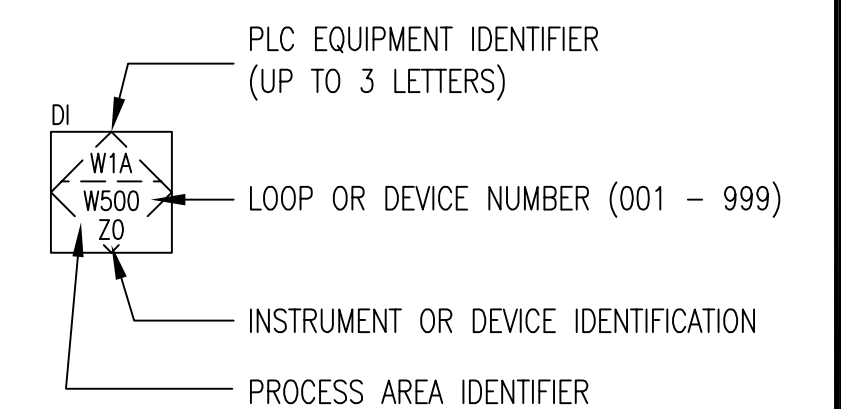 PLC EQUIPMENT IDENTIFIER
(UP TO 3 LETTERS)
DI
W1A
W500
ZO
LOOP OR DEVICE NUMBER (001 - 999)
INSTRUMENT OR DEVICE IDENTIFICATION
PROCESS AREA IDENTIFIER